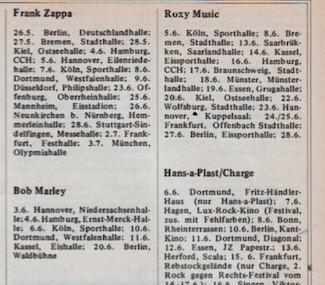 Frank Zappa
26.5. Berlin, Deutschlandhalle;
27.5. Bremen, Stadthalle; 28.5.
Kiel, Ostseehalle; 4.6. Hamburg,
CCH; 5.6. Hannover, Eilenriede-
halle; 7.6. Köln, Sporthalle; 8.6.
Dortmund, Westfalenhalle; 9.6.
Düsseldorf, Philipshalle; 23.6. Of-
fenburg, Oberrheinhalle; 25.6.
Mannheim, Eisstadion; 26.6.
Neunkirchen b. Nürnberg, Hem-
merleinhalle; 28.6. Stuttgart-Sin-
delfingen, Messehalle; 2.7. Frank-
furt, Festhalle; 3.7. München,
Olympiahalle
Bob Marley
3.6. Hannover, Niedersachsenhal-
le; 4.6. Hamburg, Ernst-Merck-Hal-
le; 6.6. Köln, Sporthalle; 10.6.
Dortmund, Westfalenhalle; 11.6.
Kassel, Eishalle; 20.6. Berlin,
Waldbühne
Roxy Music
5.6. Köln, Sporthalle; 8.6. Bre-
men, Stadthalle; 13.6. Saarbrük-
ken, Saarlandhalle; 14.6. Kassel,
Eissporthalle; 16.6. Hamburg,
CCH; 17.6. Braunschweig, Stadt-
halle; 18.6. Münster, Münster-
landhalle; 19.6. Essen, Grugahalle
20.6. Kiel, Ostseehalle; 22.6.
Wolfsburg, Stadthalle; 23.6. Han-
nover, Kuppelsaal; 24./25.6.
Frankfurt, Offenbach Stadthalle;
27.6. Berlin, Eissporthalle; 28.6.
Hans-a-Plast/Charge
6.6. Dortmund, Fritz-Händler-
Haus (nur Hans-a-Plast); 7.6.
Hagen, Lux-Rock-Kino (Festival,
zus. mit Fehlfarben); 8.6. Bonn,
Rheinterrassen; 10.6. Berlin, Kant-
Kino; 11.6. Dortmund, Diagonal;
12.6. Essen, JZ Papestr.; 13.6.
Herford, Scala; 15. 6. Frankfurt,
Rebstockgelände (nur Charge, 2.
Rock gegen Rechts-Festival vom
14.-17.6.); 16.6. Singen, Viktor-